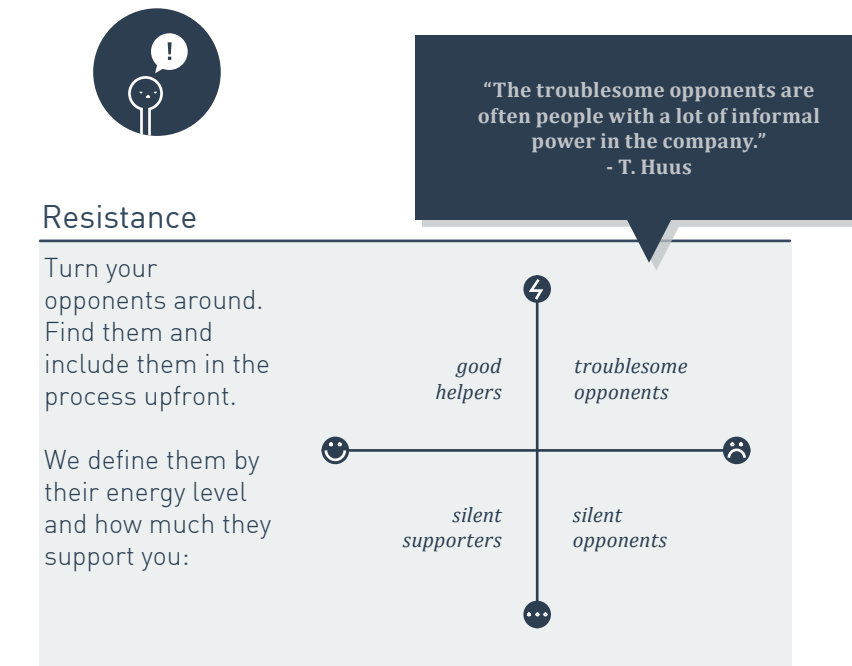 !
“The troublesome opponents are
often people with a lot of informal
power in the company.”
- T. Huus
Resistance
Turn your
opponents around.
Find them and
include them in the
process upfront.
We define them by
their energy level
and how much they
support you:
good
helpers
troublesome
opponents
silent
supporters
silent
opponents